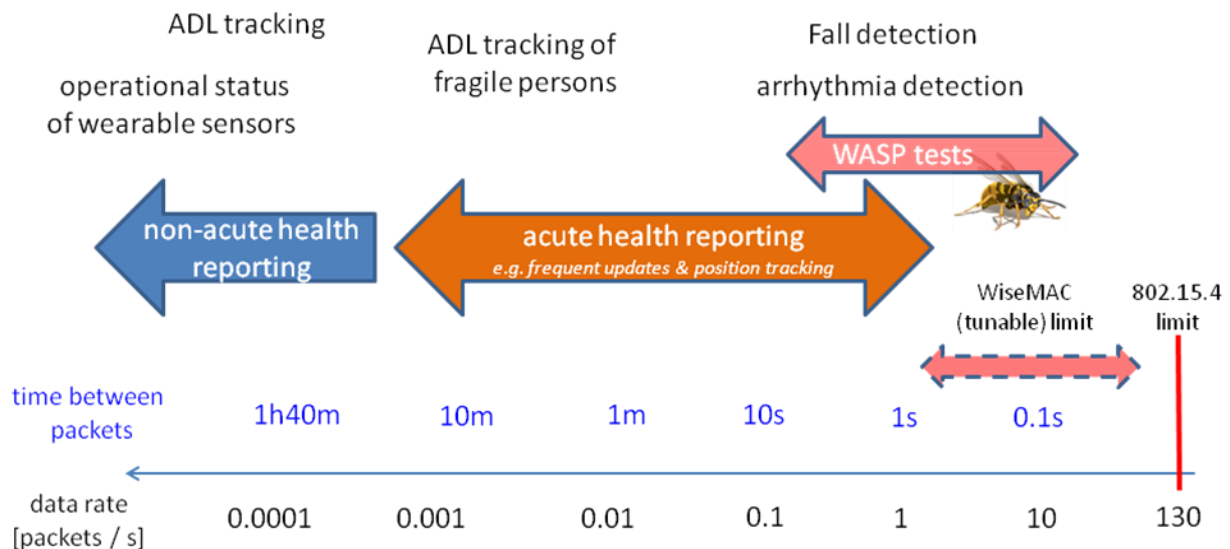 ADL tracking
operational status
of wearable sensors
ADL tracking of
fragile persons
Fall detection
arrhythmia detection
WASP tests
non-acute health
reporting
acute health reporting
e.g. frequent updates & position tracking
WiseMAC
(tunable) limit
802.15.4
limit
time between
packets
1h40m
10m
1m
10s
1s
0.1s
data rate
[packets / s]
0.0001
0.001
0.01
0.1
1
10
130